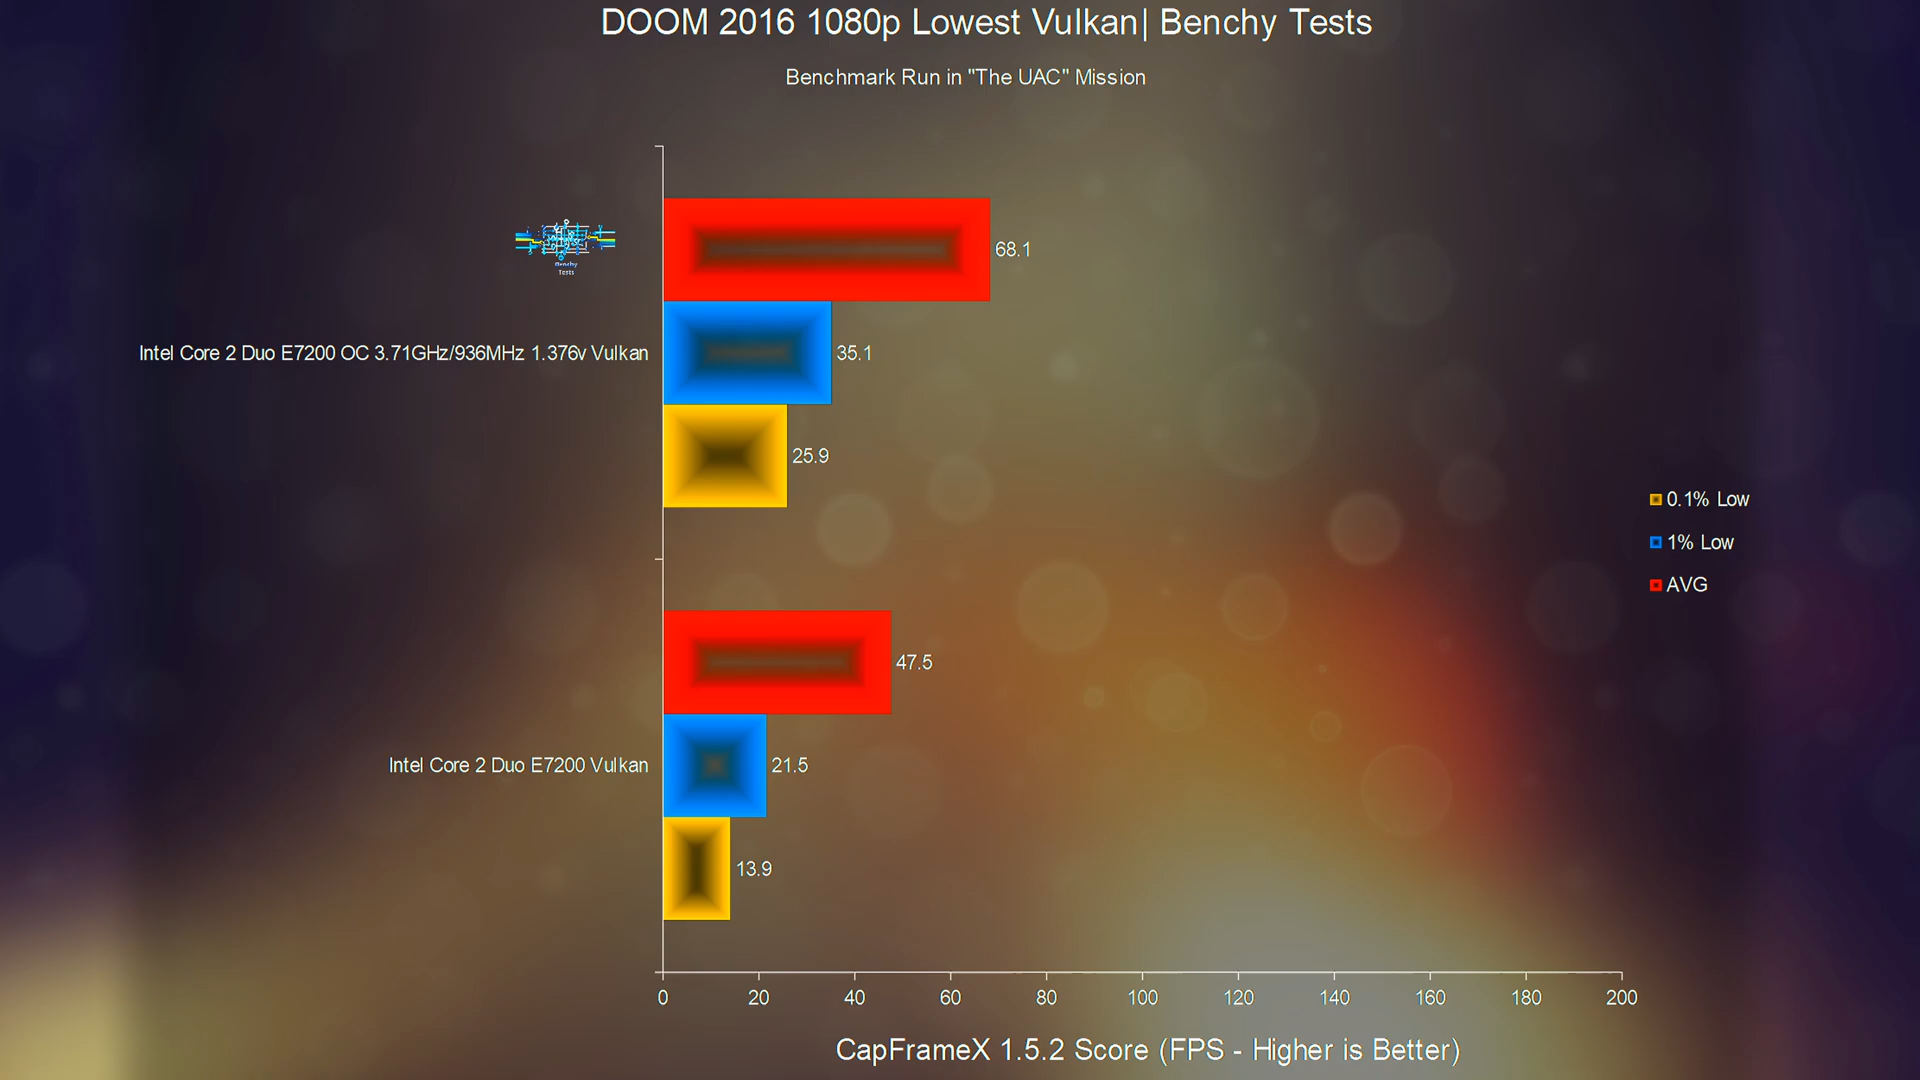 DOOM 2016 1080p Lowest Vulkan| Benchy Tests
Benchmark Run in "The UAC" Mission
Benchy
Tests
68.1
Intel Core 2 Duo E7200 OC 3.71GHz/936MHz 1.376v Vulkan
35.1
25.9
0.1% Low
1% Low
AVG
47.5
Intel Core 2 Duo E7200 Vulkan
21.5
13.9
0 20 40 60 80 100 120 140 160 180 200
CapFrameX 1.5.2 Score (FPS - Higher is Better)